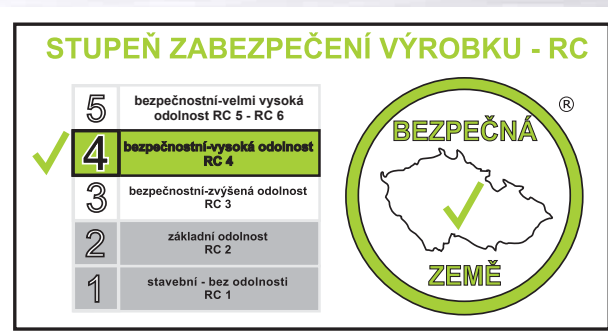 STUPEŇ ZABEZPEČENÍ VÝROBKU - RC
5
bezpečnostní-velmi vysoká
odolnost RC 5 - RC 6
4
bezpečnostní-vysoká odolnost
RC 4
3
bezpečnostní-zvýšená odolnost
RC 3
2
základní odolnost
RC 2
1
stavební - bez odolnosti
RC 1
BEZPEČNÁ
®
ZEMĚ